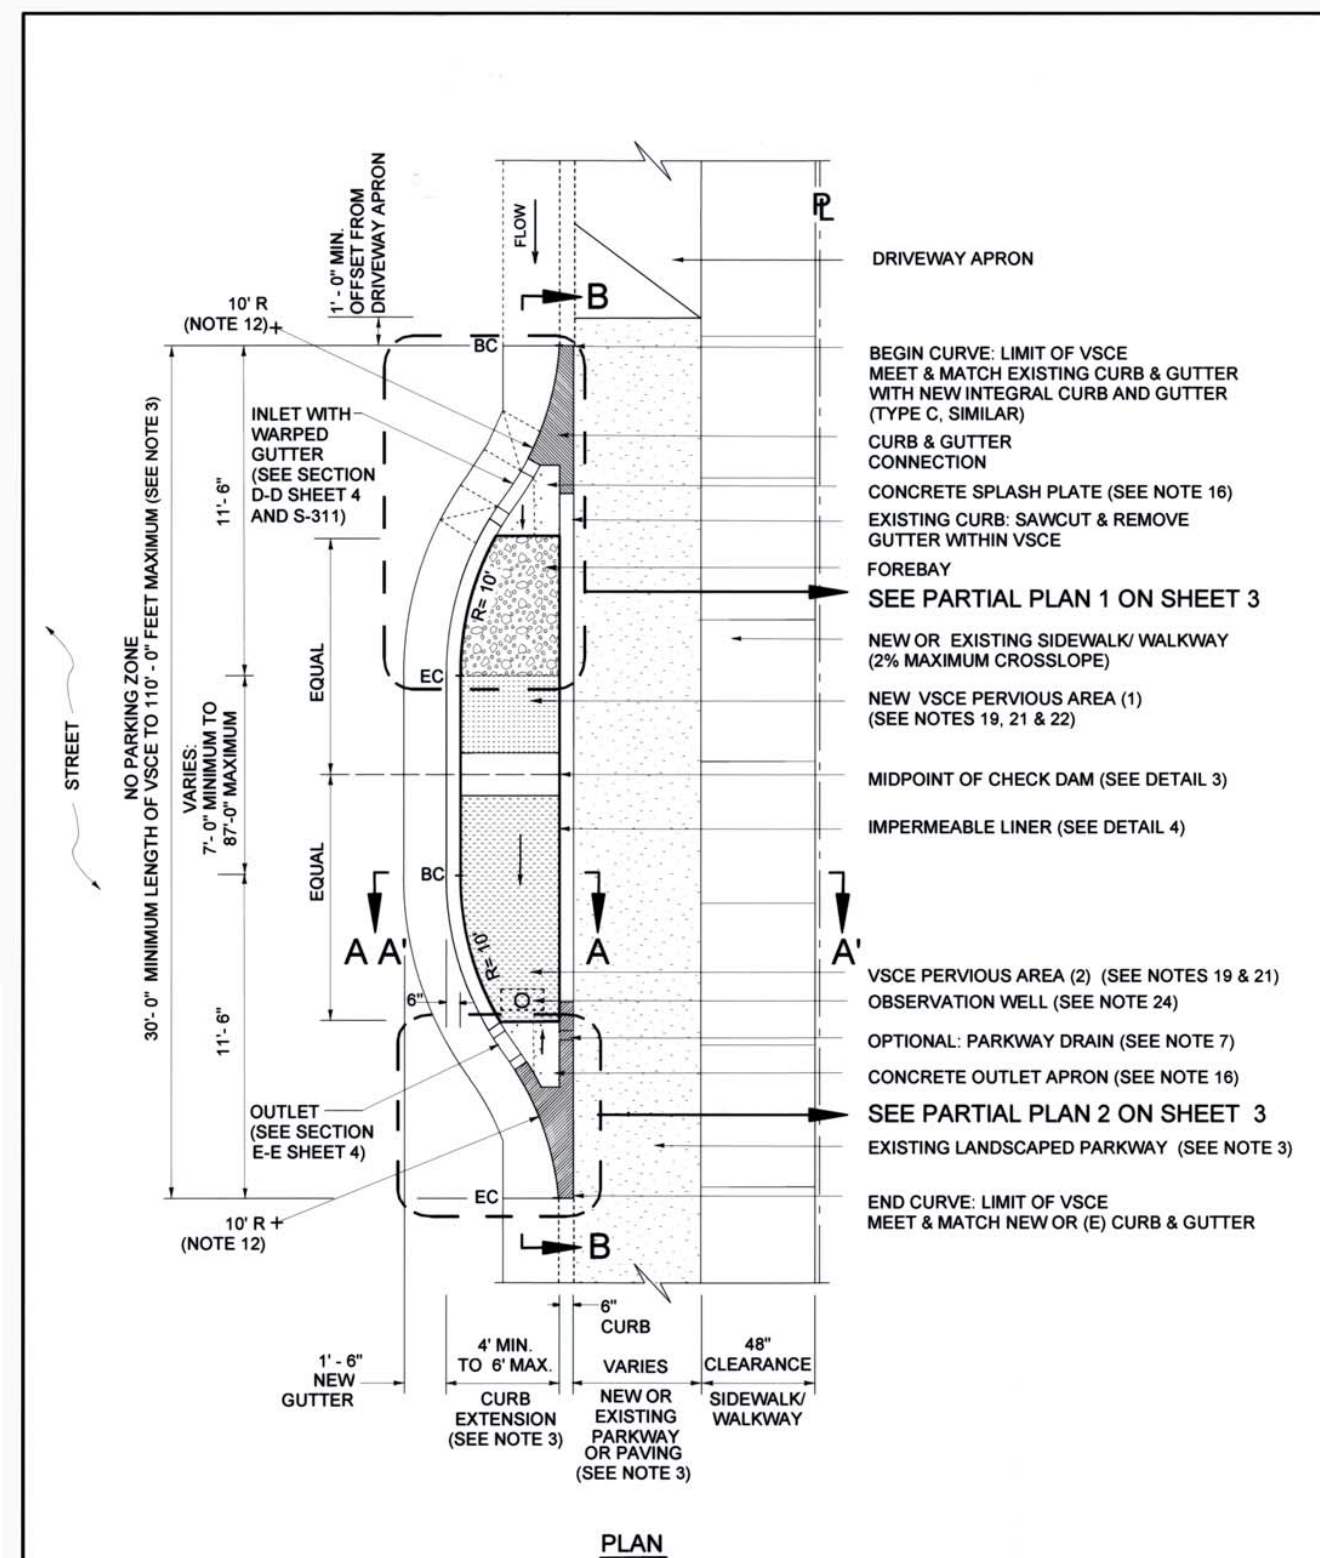 1' - 0" MIN.
OFFSET FROM
DRIVEWAY APRON
FLOW
PL
DRIVEWAY APRON
B
10' R
(NOTE 12)
BC
BEGIN CURVE: LIMIT OF VSCE
MEET & MATCH EXISTING CURB & GUTTER
WITH NEW INTEGRAL CURB AND GUTTER
(TYPE C, SIMILAR)
INLET WITH
WARPED
GUTTER
(SEE SECTION
D-D SHEET 4
AND S-311)
CURB & GUTTER
CONNECTION
CONCRETE SPLASH PLATE (SEE NOTE 16)
EXISTING CURB: SAWCUT & REMOVE
GUTTER WITHIN VSCE
FOREBAY
SEE PARTIAL PLAN 1 ON SHEET 3
NEW OR EXISTING SIDEWALK/ WALKWAY
(2% MAXIMUM CROSSLOPE)
NEW VSCE PERVIOUS AREA (1)
(SEE NOTES 19, 21 & 22)
MIDPOINT OF CHECK DAM (SEE DETAIL 3)
IMPERMEABLE LINER (SEE DETAIL 4)
STREET
NO PARKING ZONE
30'- 0" MINIMUM LENGTH OF VSCE TO 110' - 0" FEET MAXIMUM (SEE NOTE 3)
11'- 6"
VARIES:
7'- 0" MINIMUM TO
87'-0" MAXIMUM
11'- 6"
EQUAL
EQUAL
R= 10'
EC
BC
R= 10'
A
A'
A
A'
6"
VSCE PERVIOUS AREA (2) (SEE NOTES 19 & 21)
OBSERVATION WELL (SEE NOTE 24)
OPTIONAL: PARKWAY DRAIN (SEE NOTE 7)
CONCRETE OUTLET APRON (SEE NOTE 16)
SEE PARTIAL PLAN 2 ON SHEET 3
EXISTING LANDSCAPED PARKWAY (SEE NOTE 3)
OUTLET
(SEE SECTION
E-E SHEET 4)
EC
END CURVE: LIMIT OF VSCE
MEET & MATCH NEW OR (E) CURB & GUTTER
10' R
(NOTE 12)
B
6"
CURB
1' - 6"
NEW
GUTTER
4' MIN.
TO 6' MAX.
CURB
EXTENSION
(SEE NOTE 3)
VARIES
NEW OR
EXISTING
PARKWAY
OR PAVING
(SEE NOTE 3)
48"
CLEARANCE
SIDEWALK/
WALKWAY
PLAN